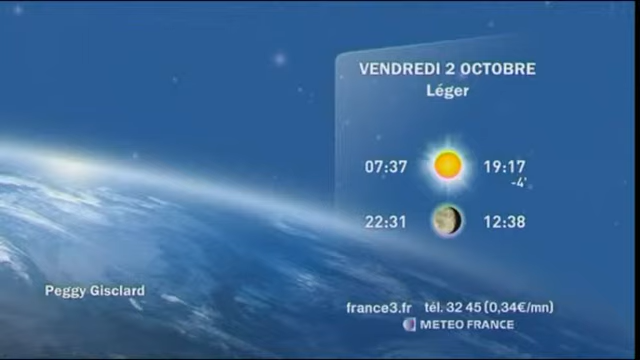 VENDREDI 2 OCTOBRE
Léger
07:37 19:17
-4'
22:31 12:38
Peggy Gisclard
france3.fr tél. 32 45 (0,34€/mn)
METEO FRANCE